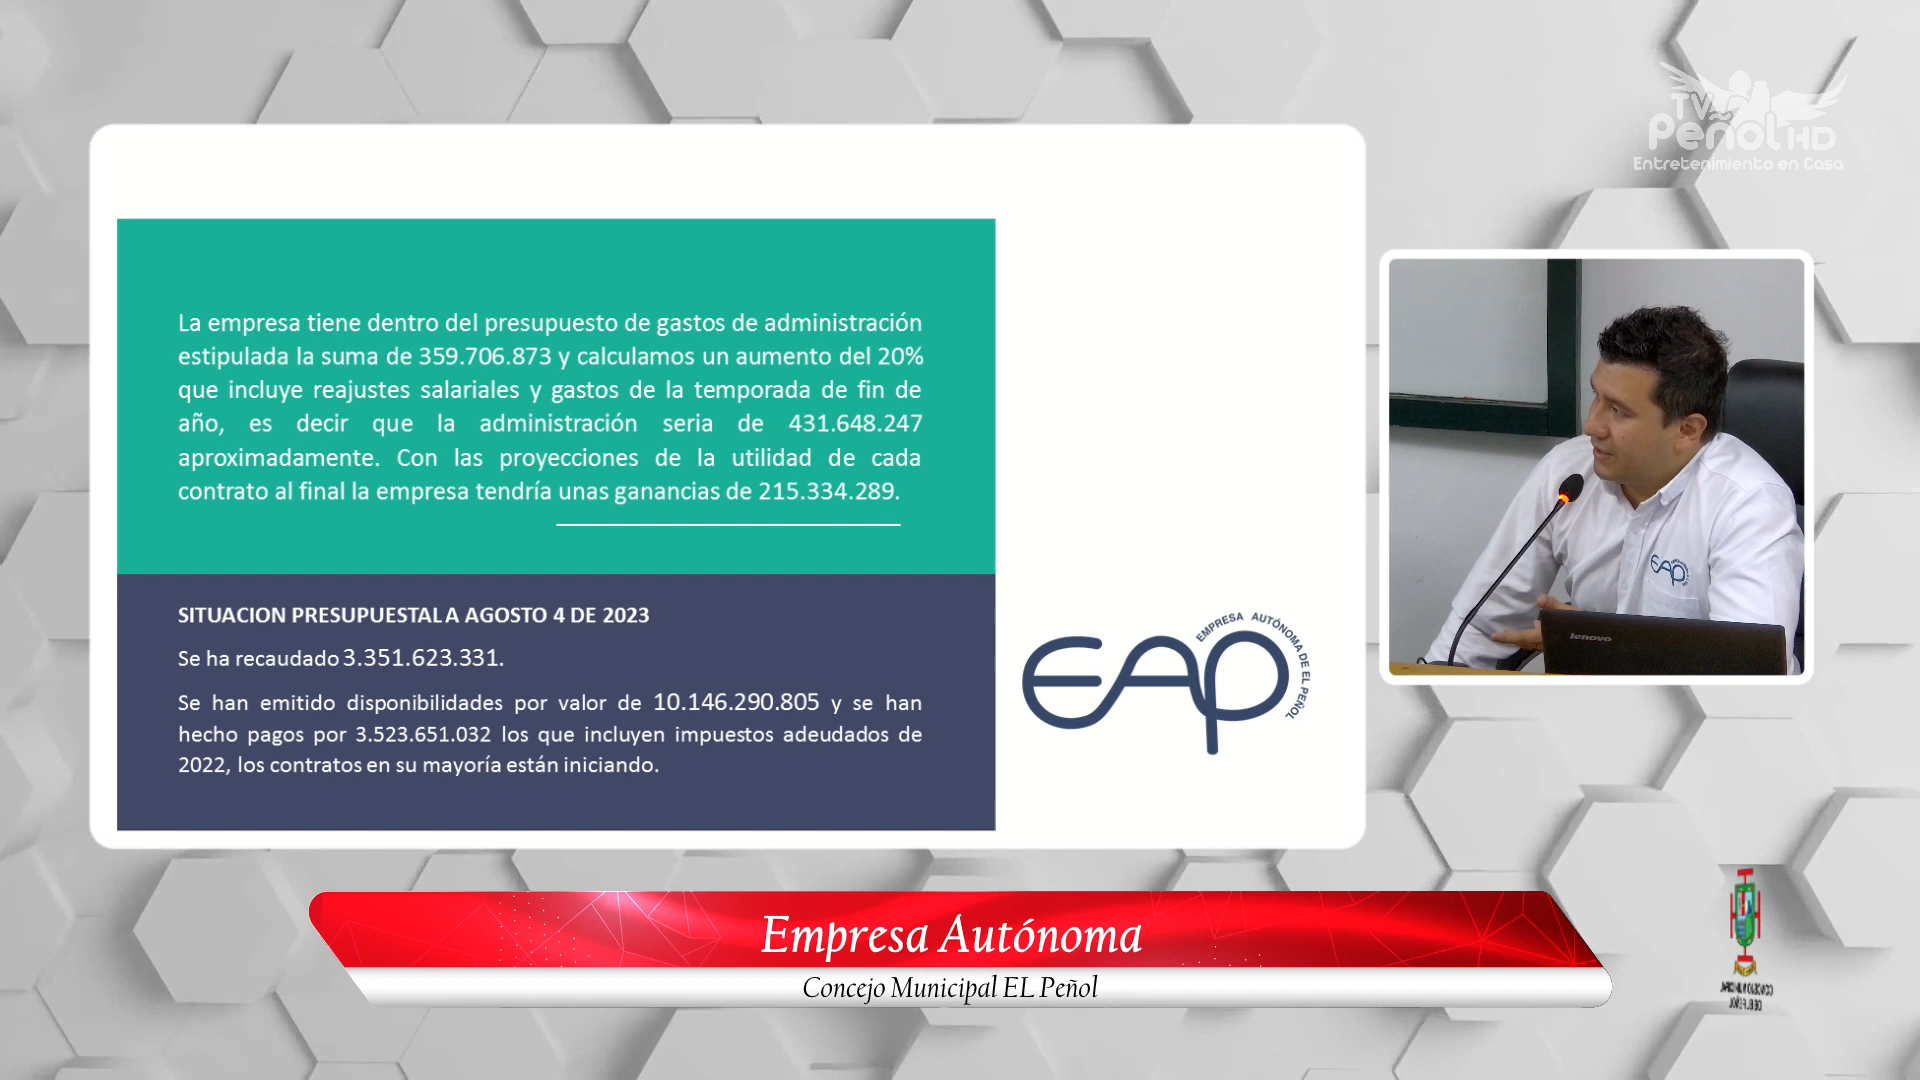 TV
Peñol HD
Entretenimiento en Casa
La empresa tiene dentro del presupuesto de gastos de administración
estipulada la suma de 359.706.873 y calculamos un aumento del 20%
que incluye reajustes salariales y gastos de la temporada de fin de
año, es decir que la administración seria de 431.648.247
aproximadamente. Con las proyecciones de la utilidad de cada
contrato al final la empresa tendría unas ganancias de 215.334.289.
SITUACION PRESUPUESTAL A AGOSTO 4 DE 2023
Se ha recaudado 3.351.623.331.
Se han emitido disponibilidades por valor de 10.146.290.805 y se han
hecho pagos por 3.523.651.032 los que incluyen impuestos adeudados de
2022, los contratos en su mayoría están iniciando.
EAP
EMPRESA AUTÓNOMA DE EL PEÑOL
EAP
lenovo
Empresa Autónoma
Concejo Municipal EL Peñol